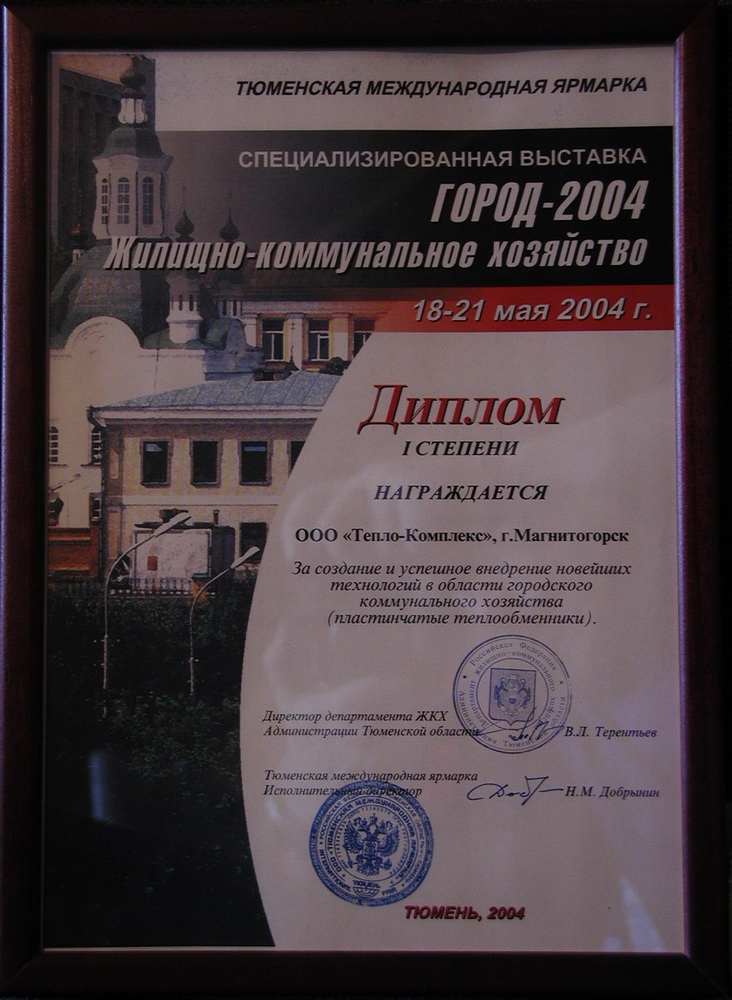 ТЮМЕНСКАЯ МЕЖДУНАРОДНАЯ ЯРМАРКА
СПЕЦИАЛИЗИРОВАННАЯ ВЫСТАВКА
ГОРОД-2004
Жилищно-коммунальное хозяйство
18-21 мая 2004 г.
Диплом
I СТЕПЕНИ
НАГРАЖДАЕТСЯ
ООО «Тепло-Комплекс», г.Магнитогорск
За создание и успешное внедрение новейших
технологий в области городского
коммунального хозяйства
(пластинчатые теплообменники).
Российская Федерация
Директор департамента ЖКХ
Администрации Тюменской области
В.Л. Терентьев
Тюменская международная ярмарка
Исполнительный директор
Н.М. Добрынин
ТЮМЕНЬ, 2004